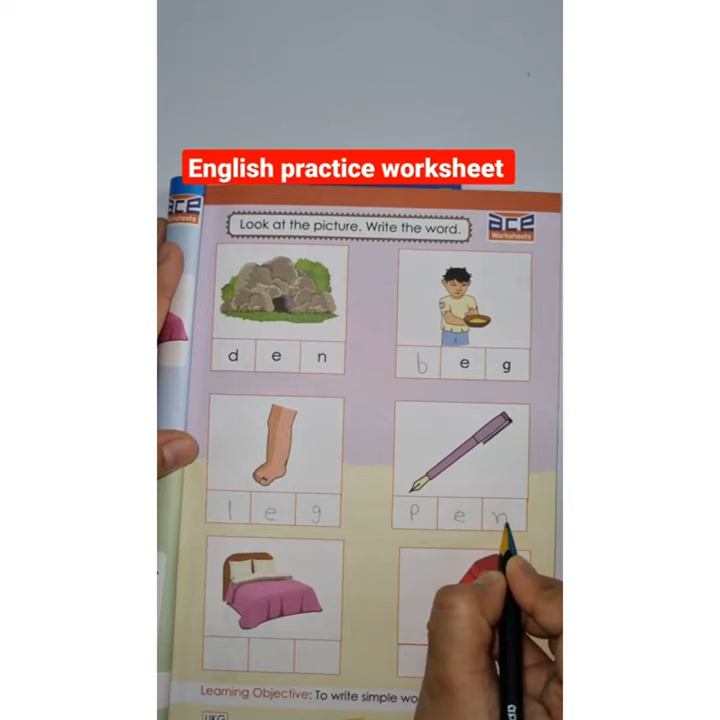 English practice worksheet
ace
Worksheets
Look at the picture. Write the word.
ace
Worksheets
d e n
b e g
l e g
p e n
Learning Objective: To write simple wo
UKG